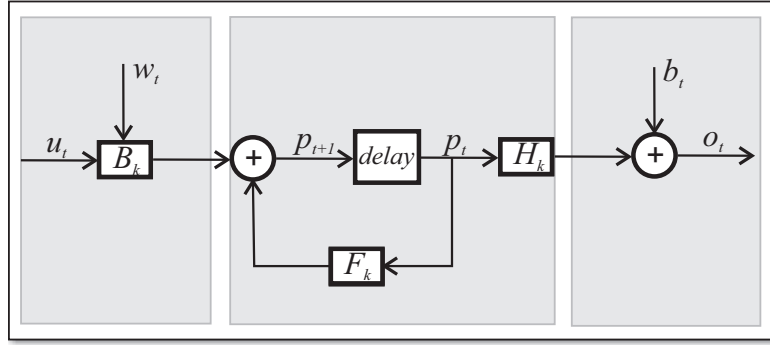 w_t
b_t
u_t
B_k
+
p_{t+1}
delay
p_t
H_k
+
o_t
F_k